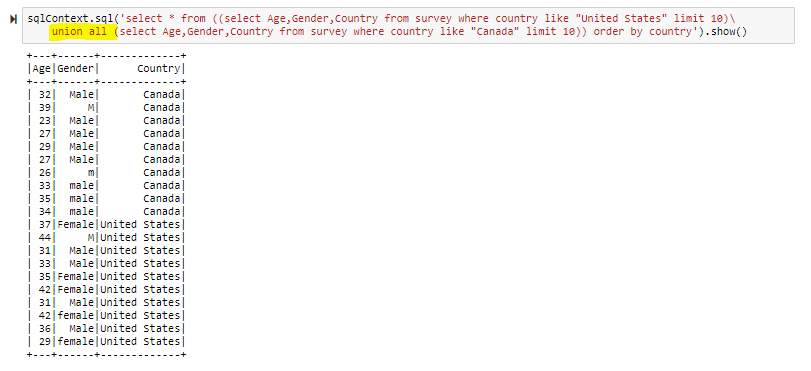 sqlContext.sql('select * from ((select Age,Gender,Country from survey where country like "United States" limit 10)\
union all (select Age,Gender,Country from survey where country like "Canada" limit 10)) order by country').show()
+---+------+-------------+
|Age|Gender|      Country|
+---+------+-------------+
| 32|  Male|       Canada|
| 39|     M|       Canada|
| 23|  Male|       Canada|
| 27|  Male|       Canada|
| 29|  Male|       Canada|
| 27|  Male|       Canada|
| 26|     m|       Canada|
| 33|  male|       Canada|
| 35|  male|       Canada|
| 34|  male|       Canada|
| 37|Female|United States|
| 44|     M|United States|
| 31|  Male|United States|
| 33|  Male|United States|
| 35|Female|United States|
| 42|Female|United States|
| 31|  Male|United States|
| 42|female|United States|
| 36|  Male|United States|
| 29|female|United States|
+---+------+-------------+